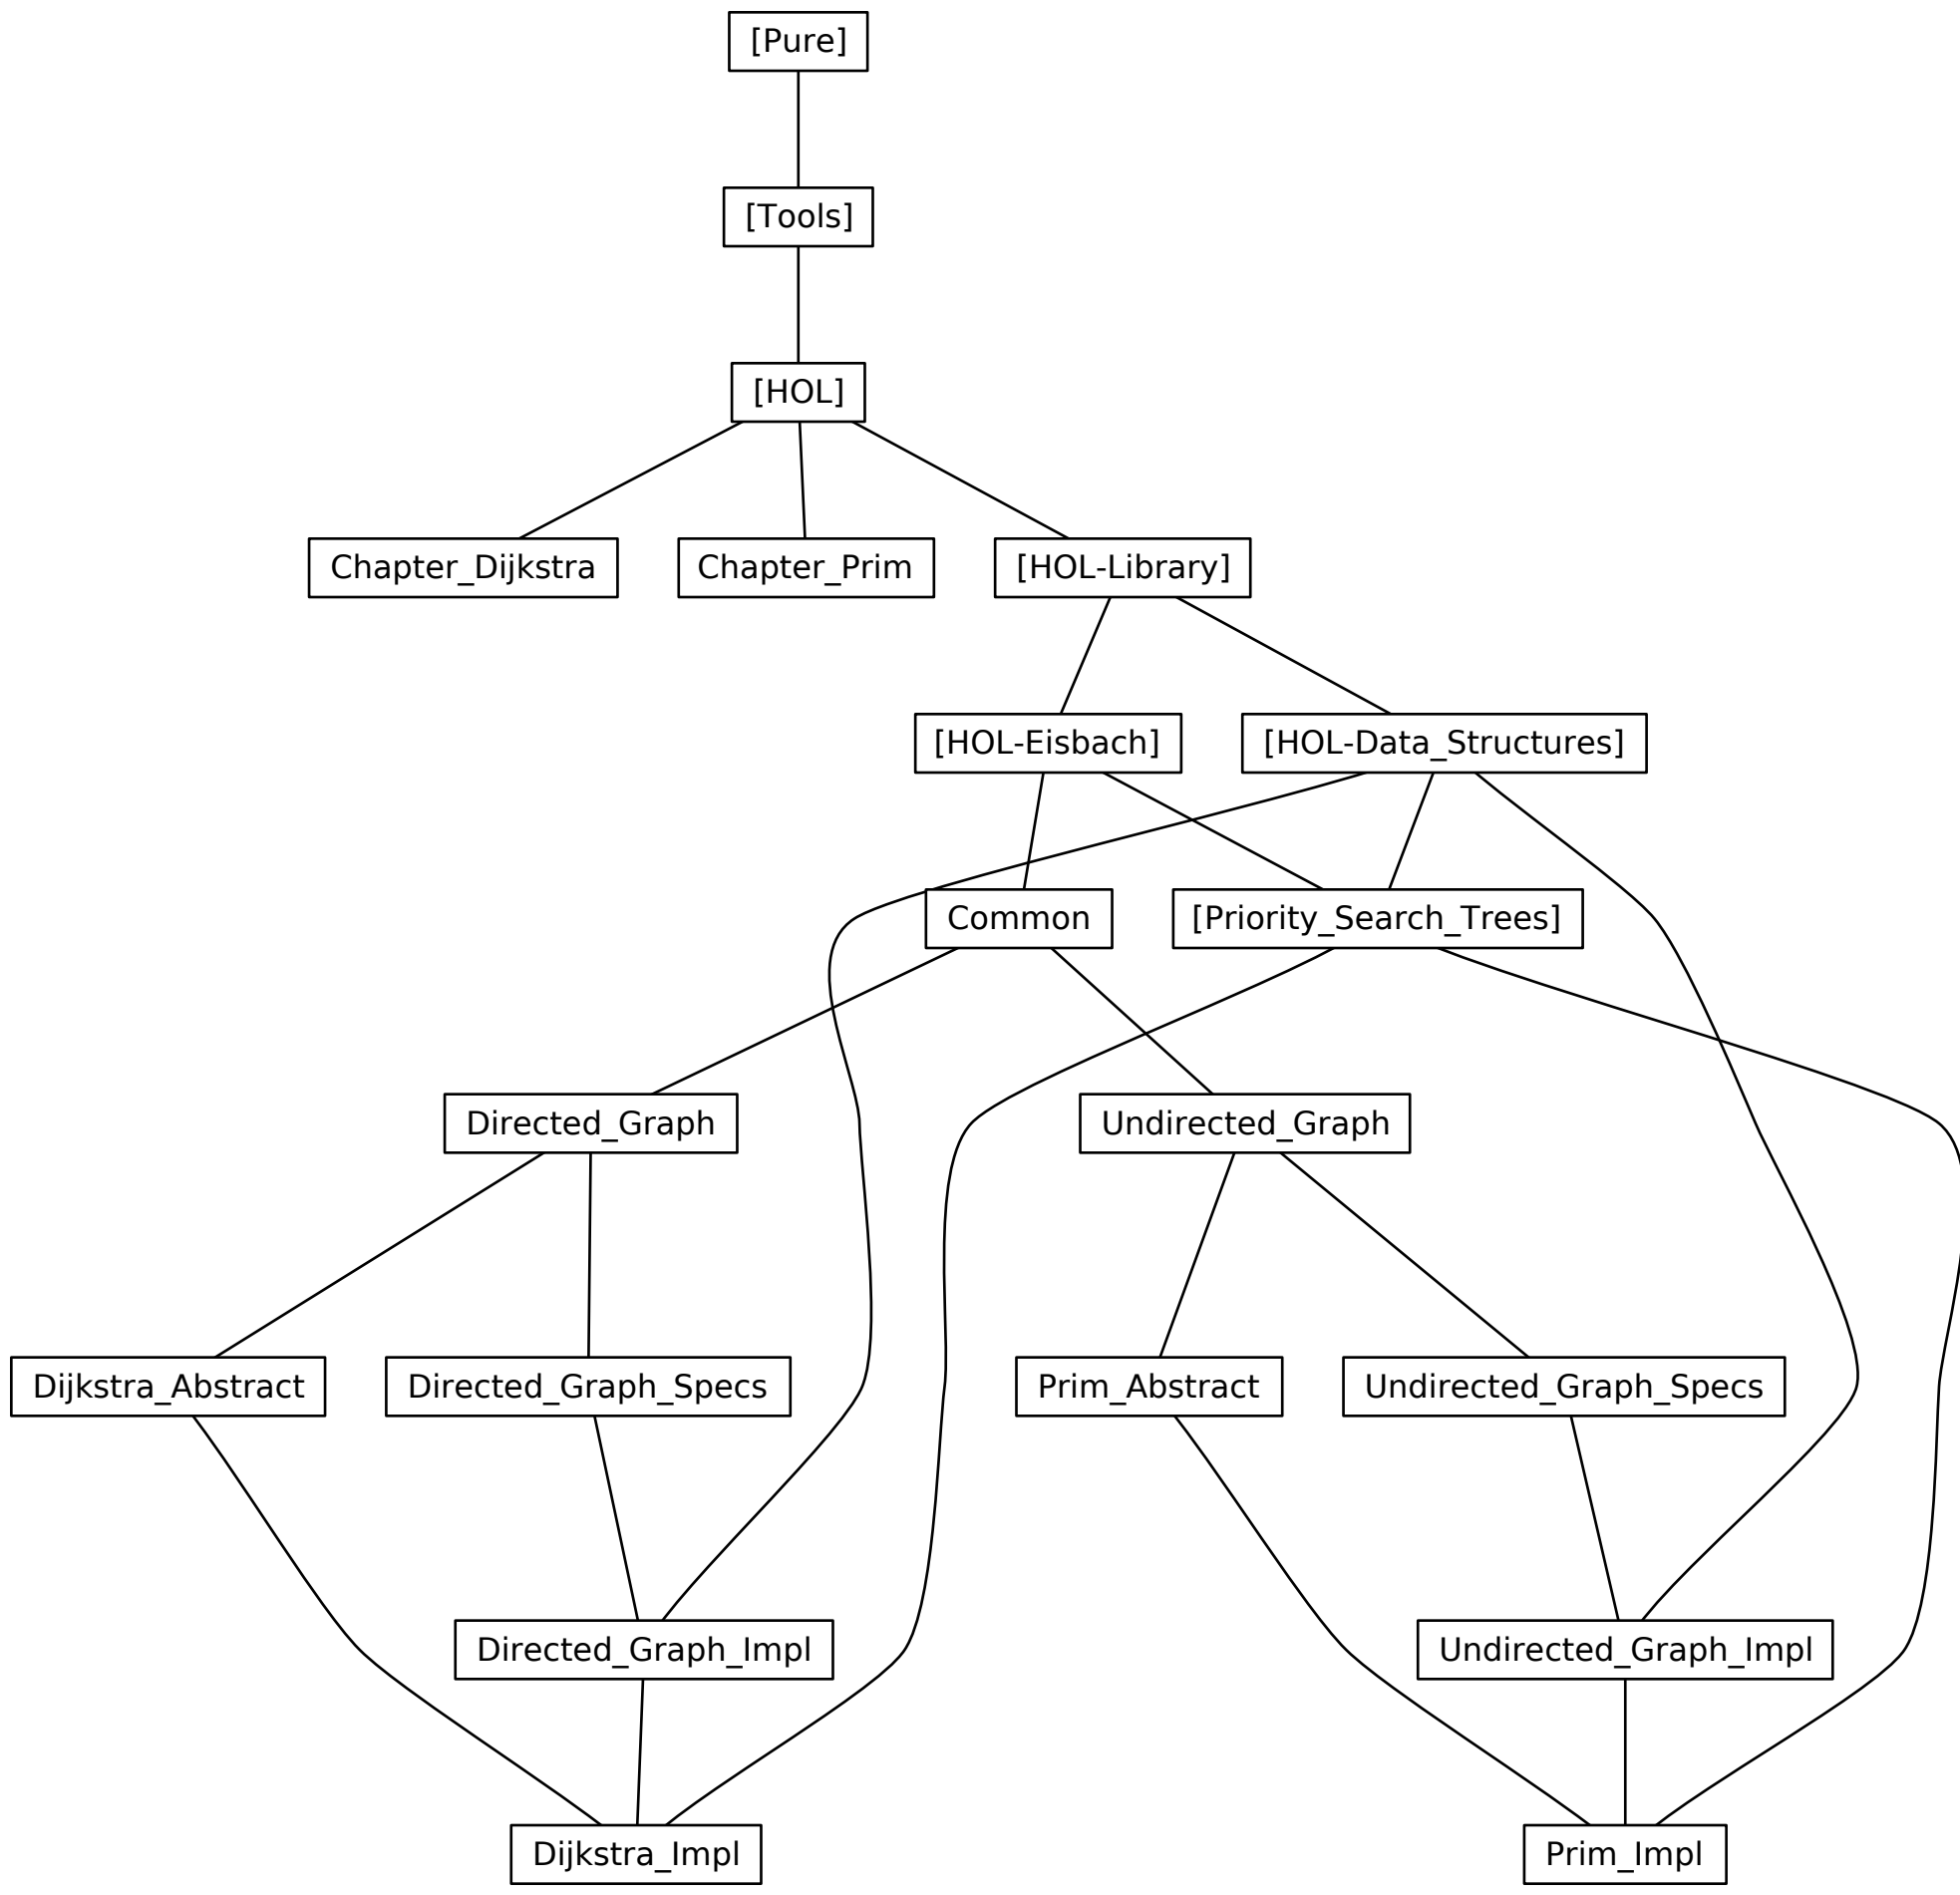 [Pure]
[Tools]
[HOL]
Chapter_Dijkstra
Chapter_Prim
[HOL-Library]
[HOL-Eisbach]
[HOL-Data_Structures]
Common
[Priority_Search_Trees]
Directed_Graph
Undirected_Graph
Dijkstra_Abstract
Directed_Graph_Specs
Prim_Abstract
Undirected_Graph_Specs
Directed_Graph_Impl
Undirected_Graph_Impl
Dijkstra_Impl
Prim_Impl